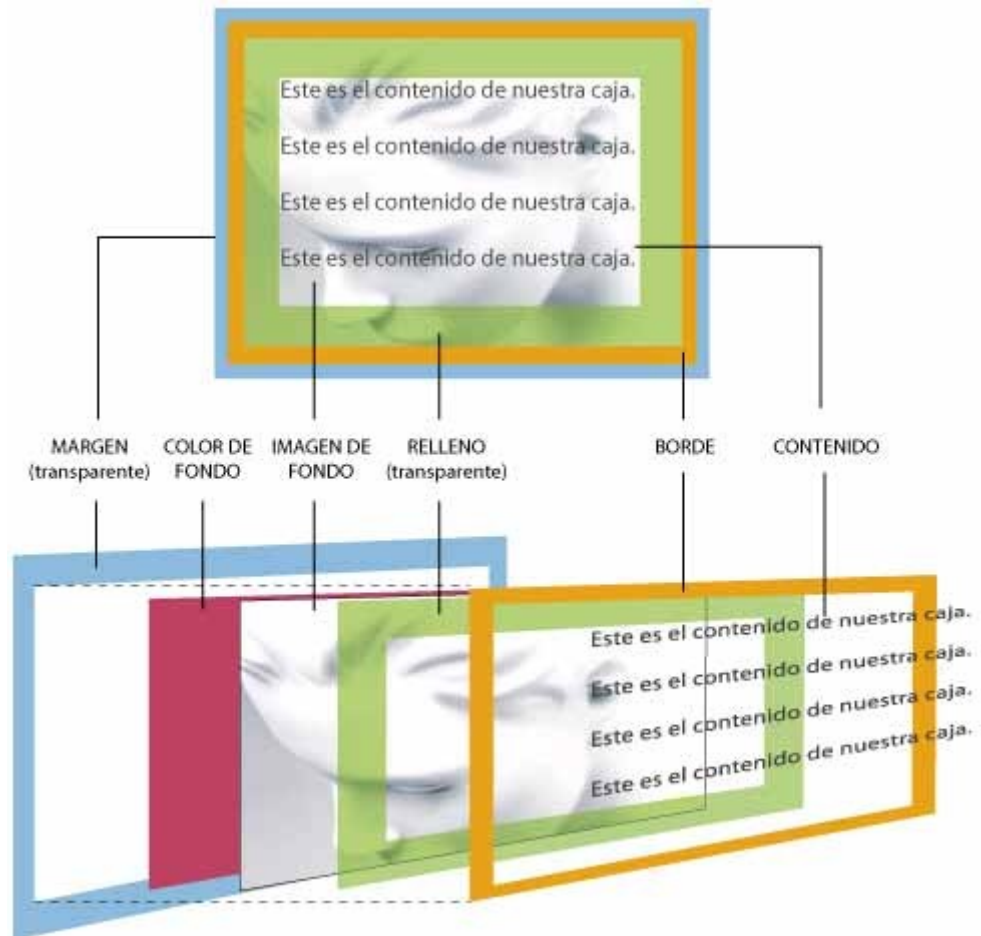 Este es el contenido de nuestra caja.
Este es el contenido de nuestra caja.
Este es el contenido de nuestra caja.
Este es el contenido de nuestra caja.
MARGEN
(transparente)
COLOR DE
FONDO
IMAGEN DE
FONDO
RELLENO
(transparente)
BORDE
CONTENIDO
Este es el contenido de nuestra caja.
Este es el contenido de nuestra caja.
Este es el contenido de nuestra caja.
Este es el contenido de nuestra caja.